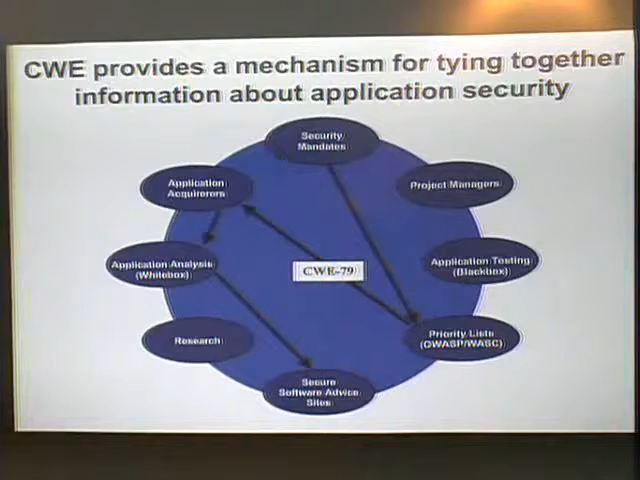 CWE provides a mechanism for tying together
information about application security
Security
Mandates
Application
Acquirerers
Project Managers
Application Analysis
(Whitebox)
CWE-79
Application Testing
(Blackbox)
Research
Priority Lists
(OWASP/WASC)
Secure
Software Advice
Sites